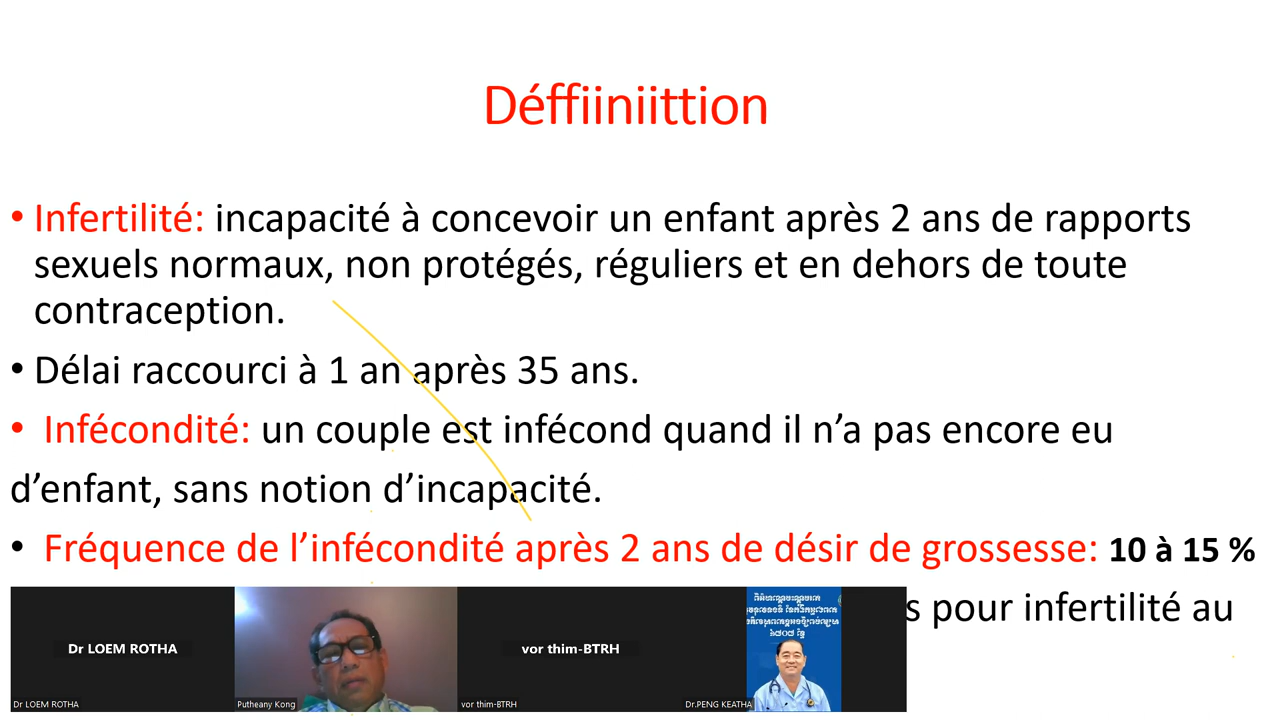 Déffiiniittion
• Infertilité: incapacité à concevoir un enfant après 2 ans de rapports
sexuels normaux, non protégés, réguliers et en dehors de toute
contraception.
• Délai raccourci à 1 an après 35 ans.
• Infécondité: un couple est infécond quand il n’a pas encore eu
d’enfant, sans notion d’incapacité.
• Fréquence de l’infécondité après 2 ans de désir de grossesse: 10 à 15 %
s pour infertilité au
Dr LOEM ROTHA
vor thim-BTRH
Dr LOEM ROTHA
Putheany Kong
vor thim-BTRH
Dr.PENG KEATHA